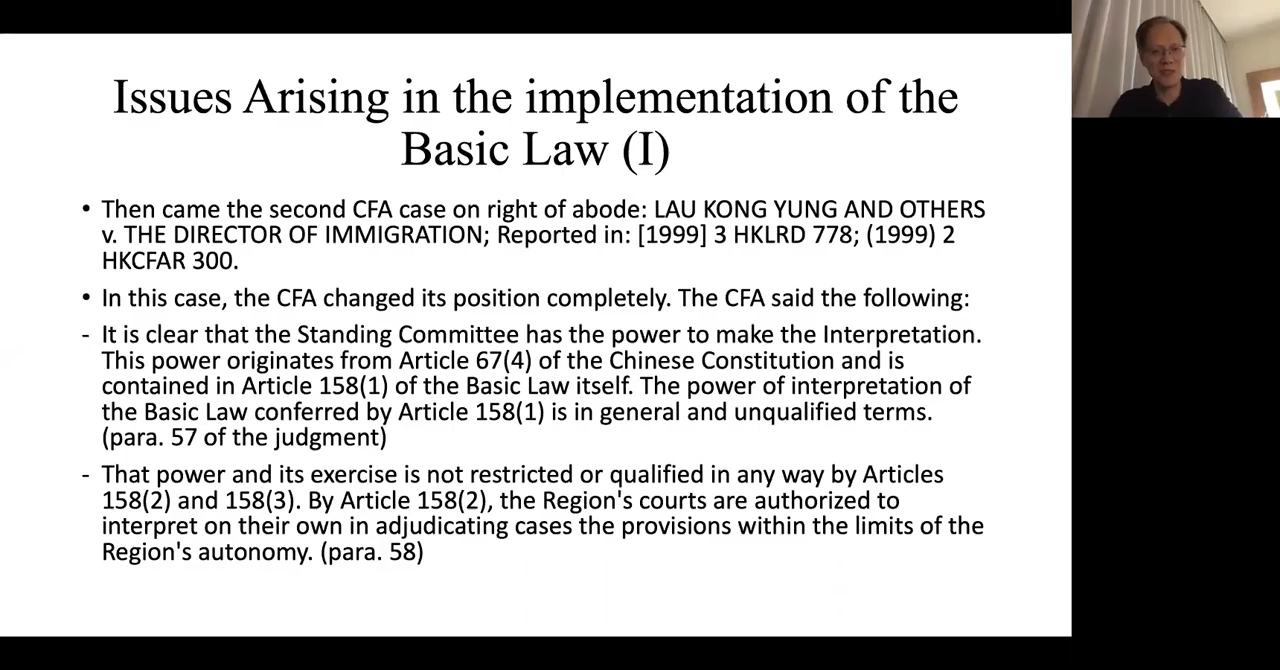 Issues Arising in the implementation of the
Basic Law (I)
• Then came the second CFA case on right of abode: LAU KONG YUNG AND OTHERS
v. THE DIRECTOR OF IMMIGRATION; Reported in: [1999] 3 HKLRD 778; (1999) 2
HKCFAR 300.
• In this case, the CFA changed its position completely. The CFA said the following:
- It is clear that the Standing Committee has the power to make the Interpretation.
This power originates from Article 67(4) of the Chinese Constitution and is
contained in Article 158(1) of the Basic Law itself. The power of interpretation of
the Basic Law conferred by Article 158(1) is in general and unqualified terms.
(para. 57 of the judgment)
- That power and its exercise is not restricted or qualified in any way by Articles
158(2) and 158(3). By Article 158(2), the Region's courts are authorized to
interpret on their own in adjudicating cases the provisions within the limits of the
Region's autonomy. (para. 58)